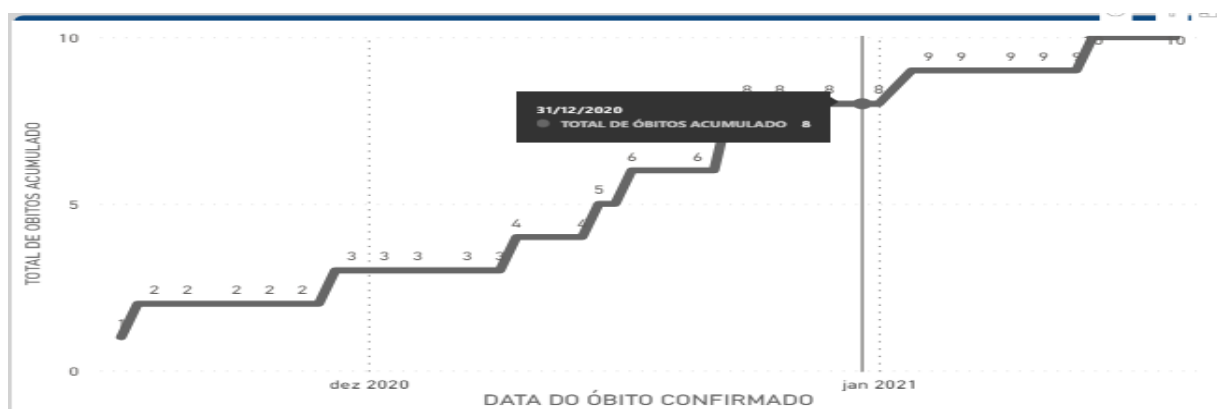 10
10 10
9 9 9 9 9
8 8 8 8
31/12/2020
TOTAL DE ÓBITOS ACUMULADO 8
6 6
5
5
4 4
3 3 3 3 3
2 2 2 2 2
1
0
TOTAL DE ÓBITOS ACUMULADO
dez 2020 jan 2021
DATA DO ÓBITO CONFIRMADO